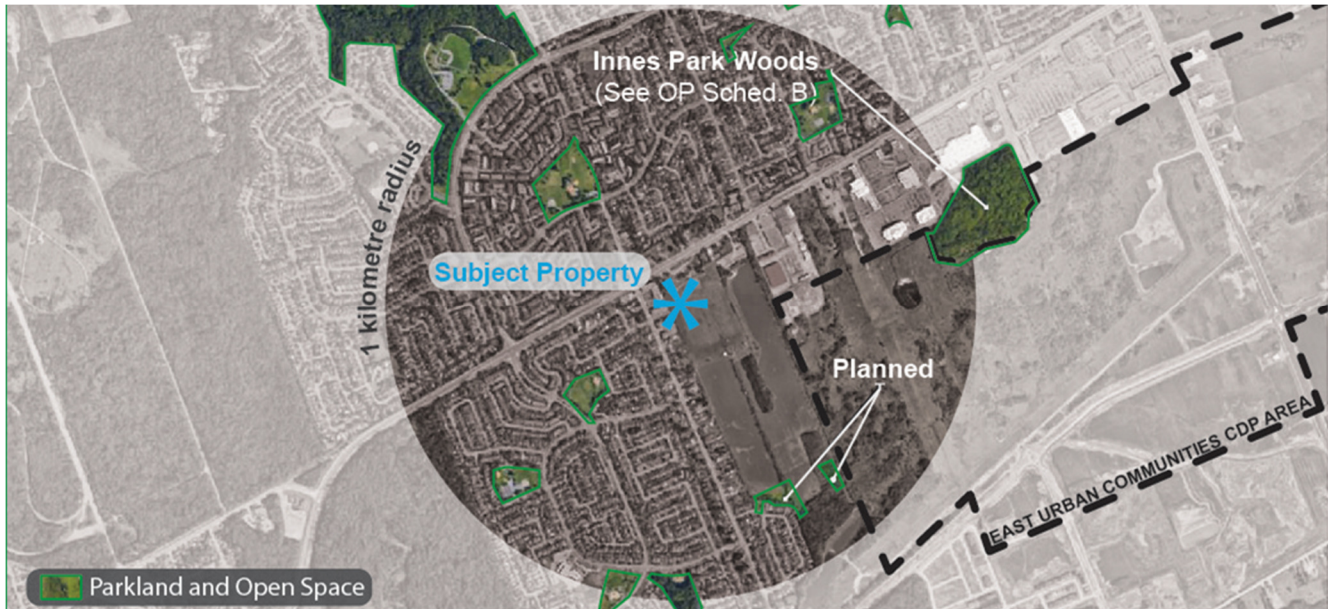 Innes Park Woods
(See OP Sched. B)
1 kilometre radius
Subject Property
Planned
EAST URBAN COMMUNITIES CDP AREA
Parkland and Open Space